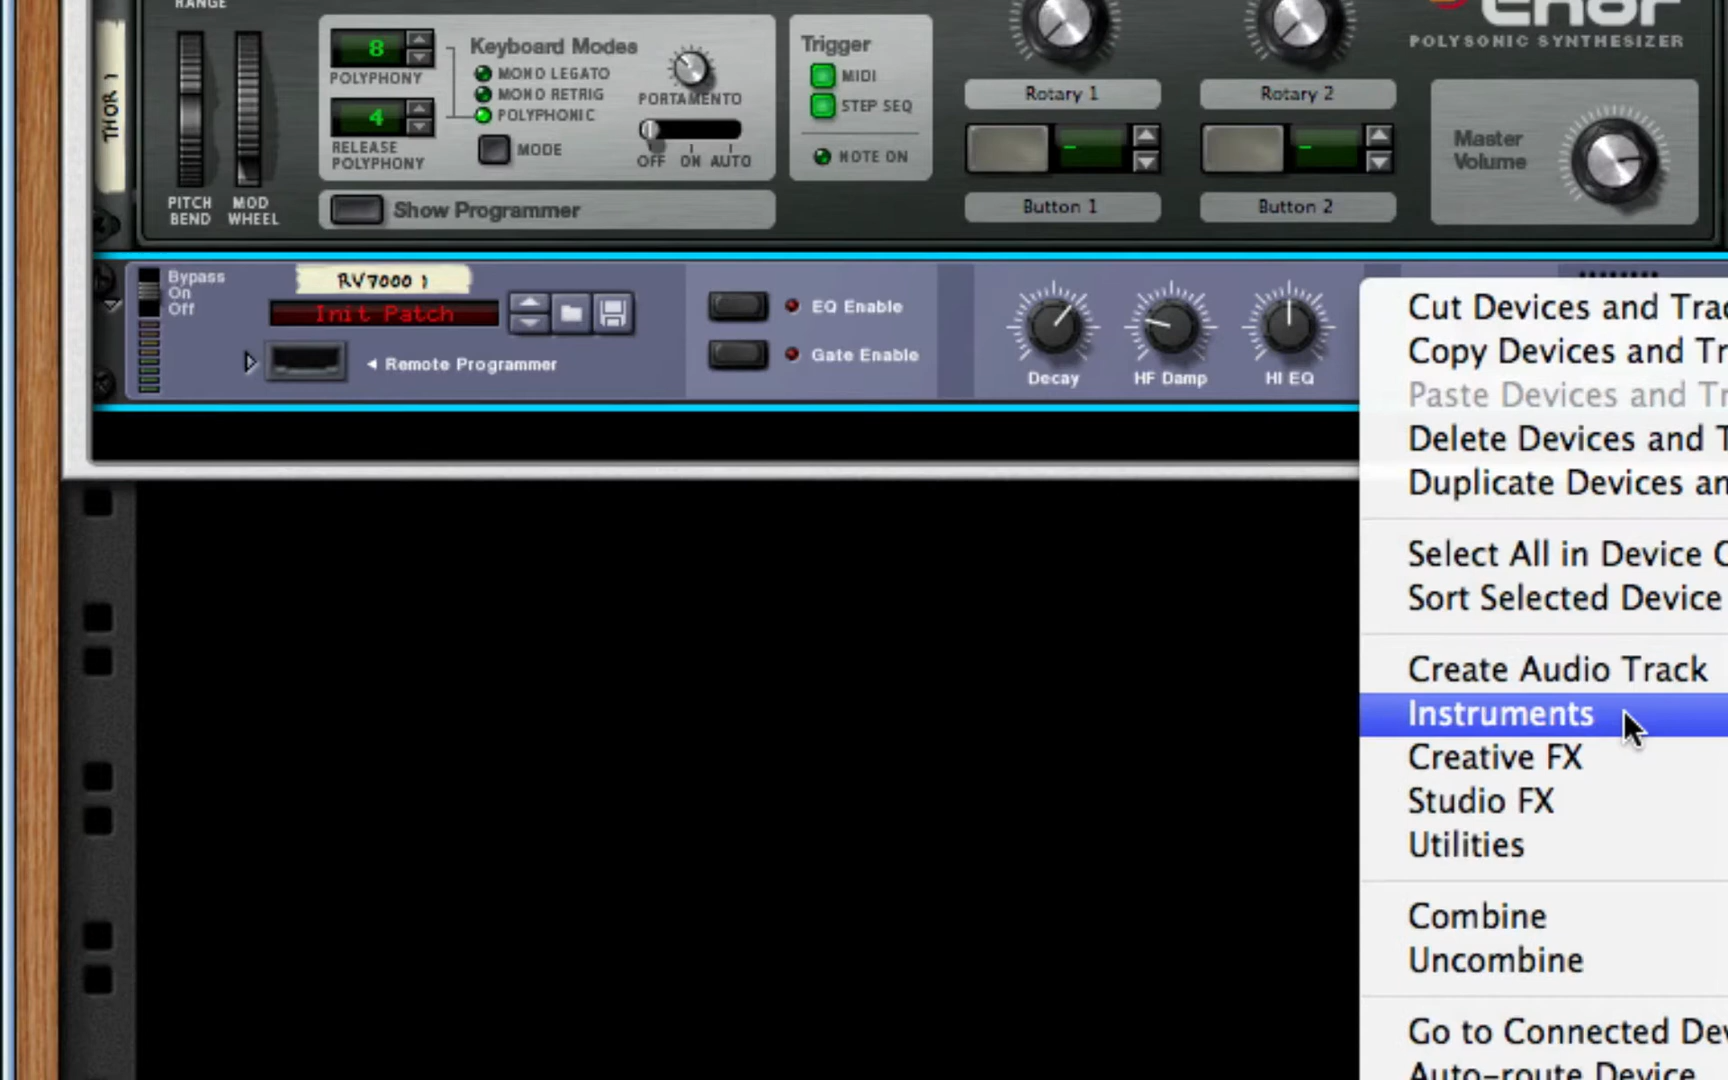 RANGE
THOR 1
8
POLYPHONY
4
RELEASE
POLYPHONY
Keyboard Modes
MONO LEGATO
MONO RETRIG
POLYPHONIC
MODE
PORTAMENTO
OFF ON AUTO
Trigger
MIDI
STEP SEQ
NOTE ON
POLYSONIC SYNTHESIZER
Rotary 1
Rotary 2
Button 1
Button 2
Master
Volume
PITCH
BEND
MOD
WHEEL
Show Programmer
Bypass
On
Off
RV7000 1
Init Patch
Remote Programmer
EQ Enable
Gate Enable
Decay
HF Damp
HI EQ
Cut Devices and Trac
Copy Devices and Tr
Paste Devices and Tr
Delete Devices and T
Duplicate Devices an
Select All in Device C
Sort Selected Device
Create Audio Track
Instruments
Creative FX
Studio FX
Utilities
Combine
Uncombine
Go to Connected Dev
Auto-route Device